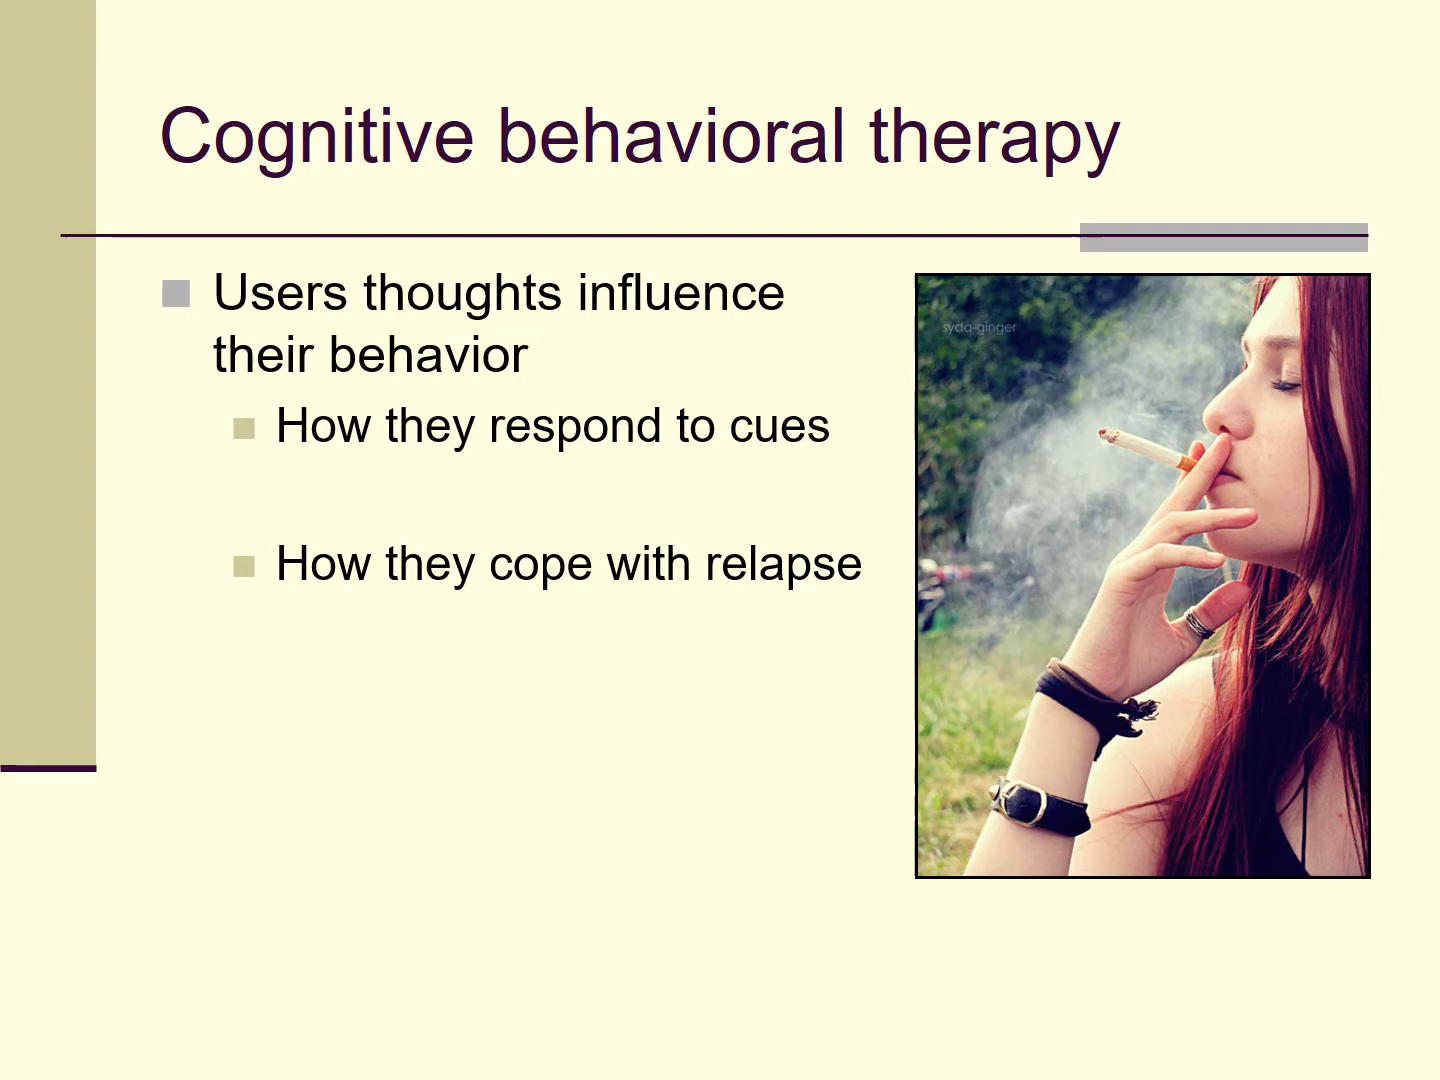 Cognitive behavioral therapy
Users thoughts influence
their behavior
How they respond to cues
How they cope with relapse
syda-ginger